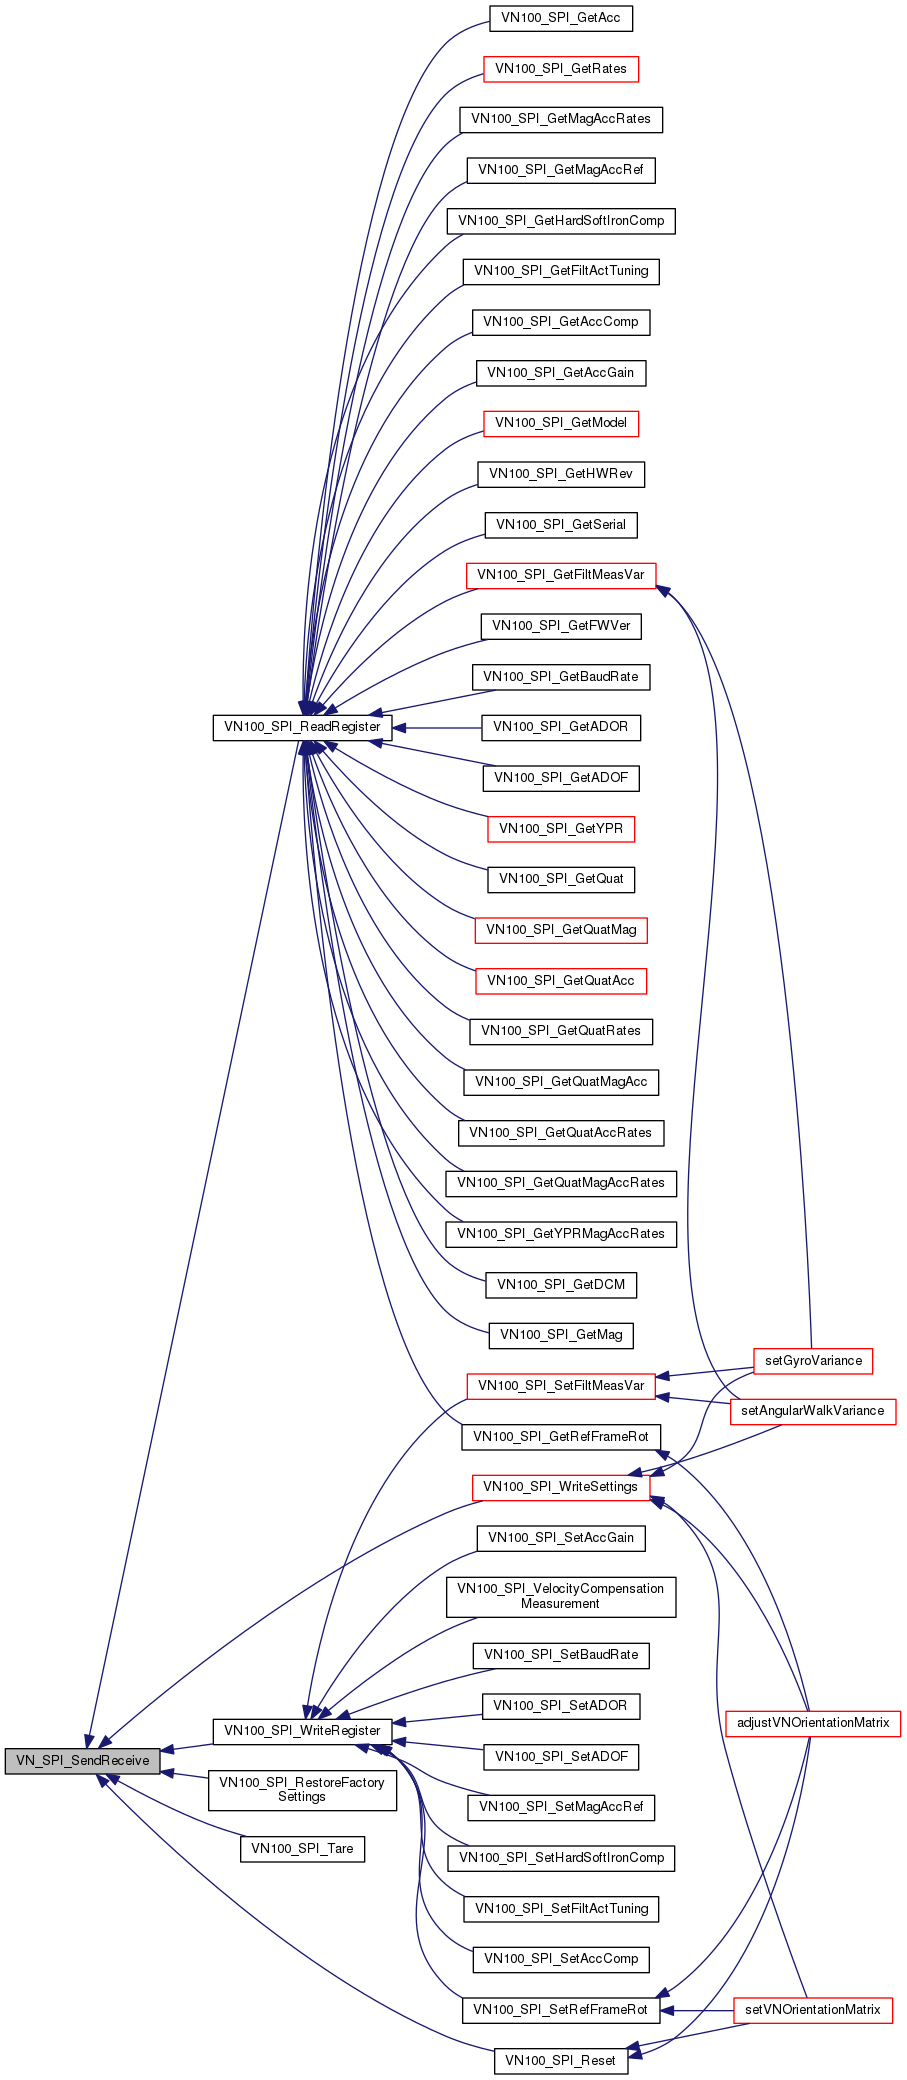 VN100_SPI_GetAcc
VN100_SPI_GetRates
VN100_SPI_GetMagAccRates
VN100_SPI_GetMagAccRef
VN100_SPI_GetHardSoftIronComp
VN100_SPI_GetFiltActTuning
VN100_SPI_GetAccComp
VN100_SPI_GetAccGain
VN100_SPI_GetModel
VN100_SPI_GetHWRev
VN100_SPI_GetSerial
VN100_SPI_GetFiltMeasVar
VN100_SPI_GetFWVer
VN100_SPI_GetBaudRate
VN100_SPI_ReadRegister
VN100_SPI_GetADOR
VN100_SPI_GetADOF
VN100_SPI_GetYPR
VN100_SPI_GetQuat
VN100_SPI_GetQuatMag
VN100_SPI_GetQuatAcc
VN100_SPI_GetQuatRates
VN100_SPI_GetQuatMagAcc
VN100_SPI_GetQuatAccRates
VN100_SPI_GetQuatMagAccRates
VN100_SPI_GetYPRMagAccRates
VN100_SPI_GetDCM
VN100_SPI_GetMag
setGyroVariance
VN100_SPI_SetFiltMeasVar
setAngularWalkVariance
VN100_SPI_GetRefFrameRot
VN100_SPI_WriteSettings
VN100_SPI_SetAccGain
VN100_SPI_VelocityCompensation
Measurement
VN100_SPI_SetBaudRate
VN100_SPI_SetADOR
adjustVNOrientationMatrix
VN100_SPI_WriteRegister
VN_SPI_SendReceive
VN100_SPI_SetADOF
VN100_SPI_RestoreFactory
Settings
VN100_SPI_SetMagAccRef
VN100_SPI_Tare
VN100_SPI_SetHardSoftIronComp
VN100_SPI_SetFiltActTuning
VN100_SPI_SetAccComp
VN100_SPI_SetRefFrameRot
setVNOrientationMatrix
VN100_SPI_Reset